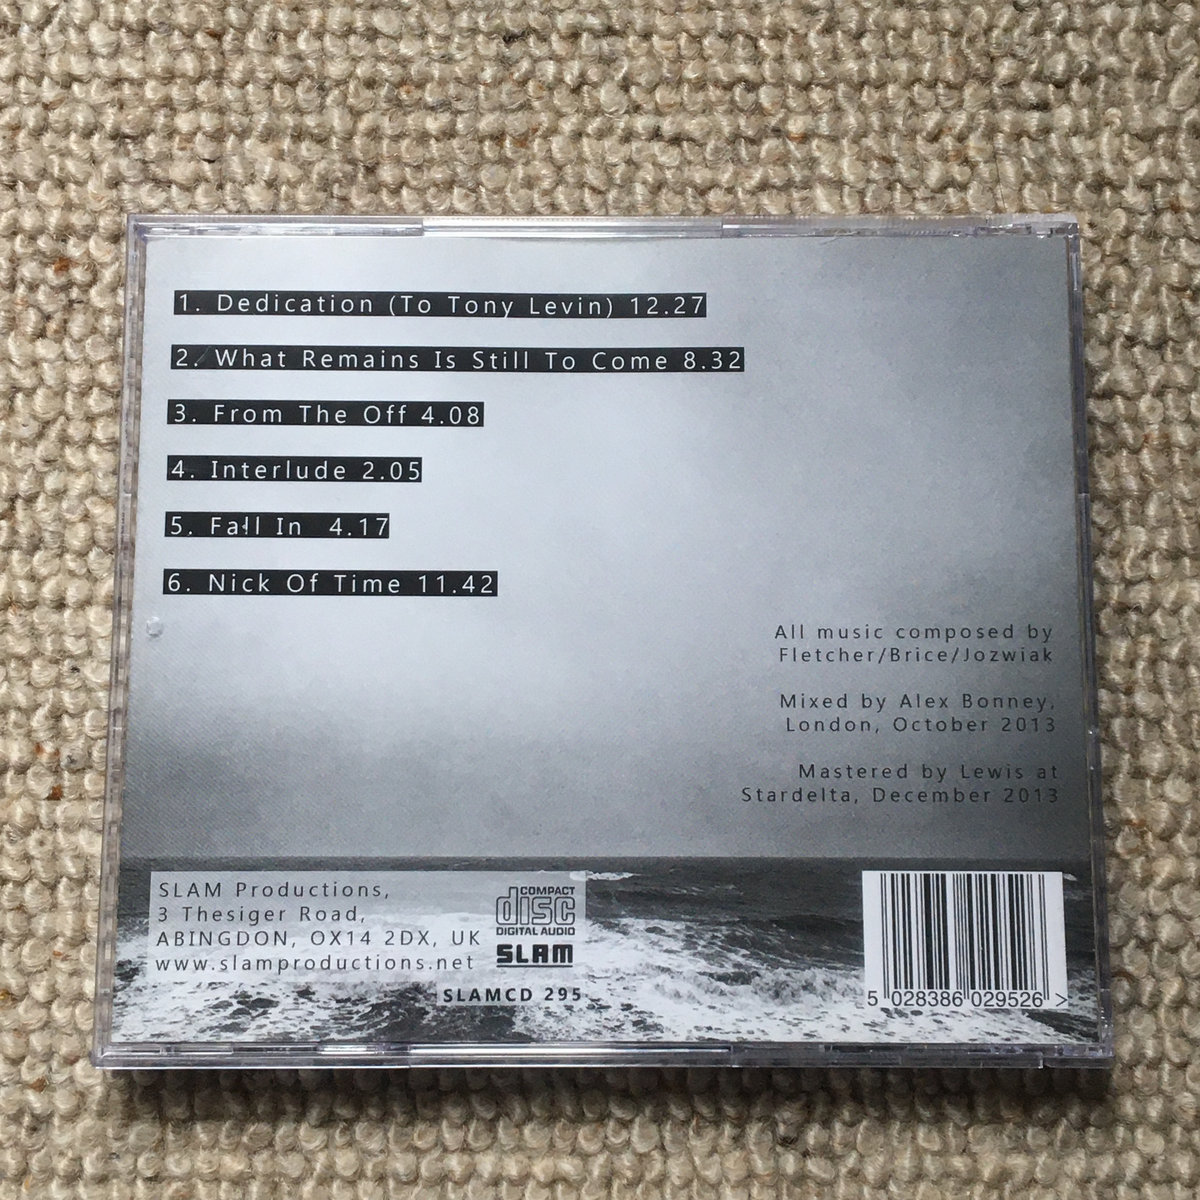 1. Dedication (To Tony Levin) 12.27
2. What Remains Is Still To Come 8.32
3. From The Off 4.08
4. Interlude 2.05
5. Fall In 4.17
6. Nick Of Time 11.42
All music composed by
Fletcher/Brice/Jozwiak
Mixed by Alex Bonney,
London, October 2013
Mastered by Lewis at
Stardelta, December 2013
SLAM Productions,
3 Thesiger Road,
ABINGDON, OX14 2DX, UK
www.slamproductions.net
COMPACT
disc
DIGITAL AUDIO
SLAM
SLAMCD 295
5 028386 029526 >